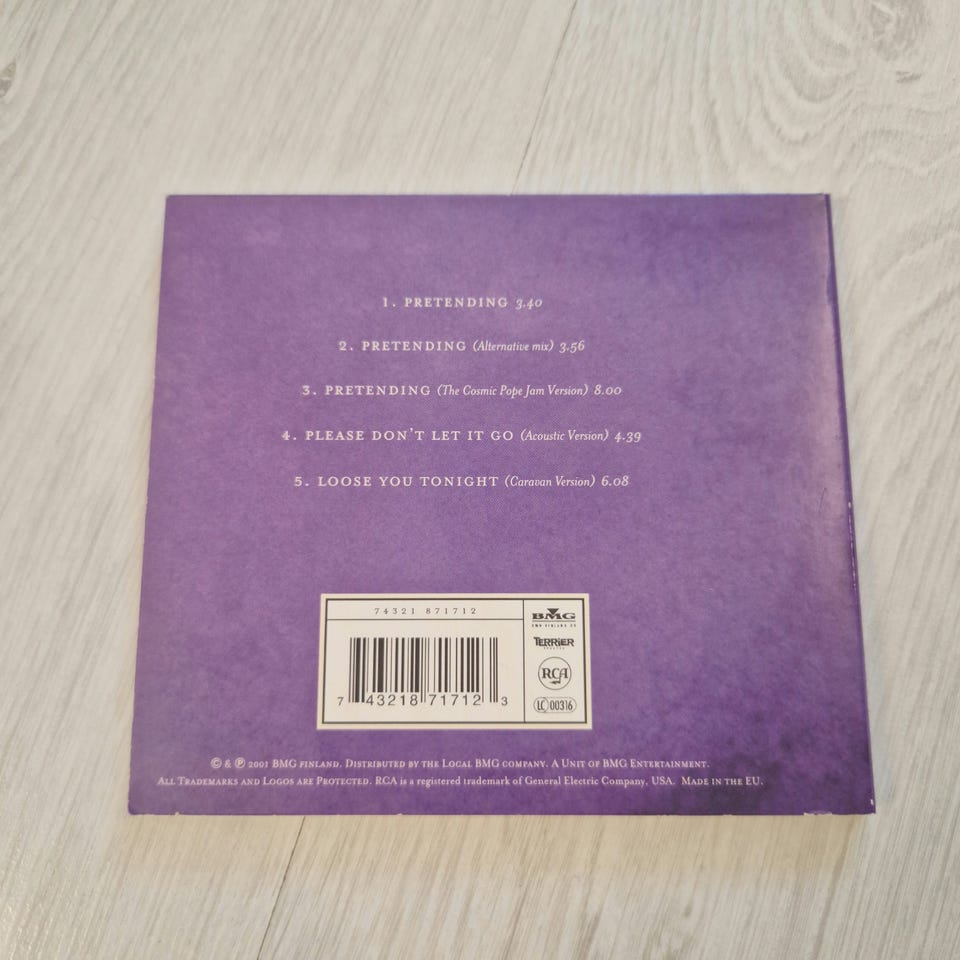 1. PRETENDING 3.40
2. PRETENDING (Alternative mix) 3.56
3. PRETENDING (The Cosmic Pope Jam Version) 8.00
4. PLEASE DON'T LET IT GO (Acoustic Version) 4.39
5. LOOSE YOU TONIGHT (Caravan Version) 6.08
74321 871712
BMG
BMG FINLAND OY
TERRIER
RCA
LC 00316
7 43218 71712 3
© & ℗ 2001 BMG FINLAND. DISTRIBUTED BY THE LOCAL BMG COMPANY. A UNIT OF BMG ENTERTAINMENT.
ALL TRADEMARKS AND LOGOS ARE PROTECTED. RCA IS A REGISTERED TRADEMARK OF GENERAL ELECTRIC COMPANY, USA. MADE IN THE EU.